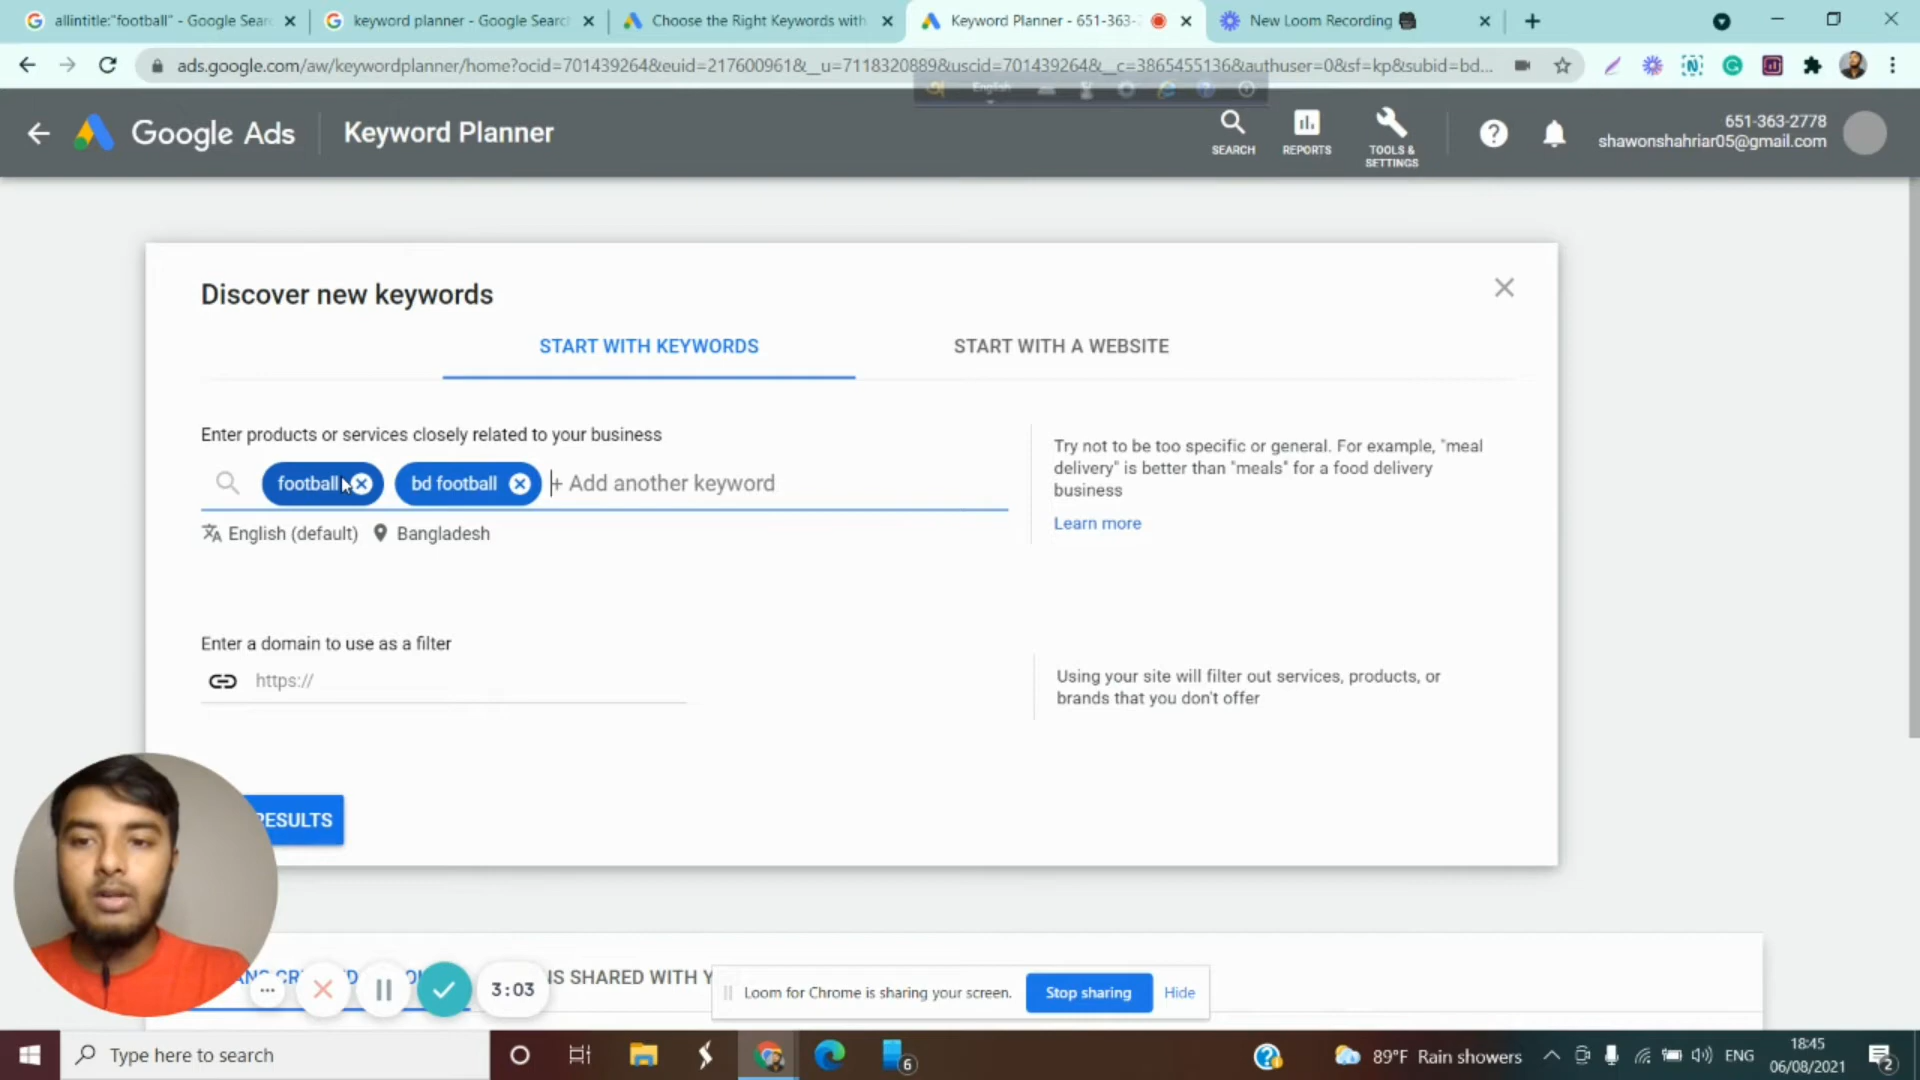 allintitle:"football" - Google Sear
keyword planner - Google Search
Choose the Right Keywords with
Keyword Planner - 651-363-2
New Loom Recording
ads.google.com/aw/keywordplanner/home?ocid=701439264&euid=217600961&__u=7118320889&uscid=701439264&__c=3865455136&authuser=0&sf=kp&subid=bd...
English
Google Ads
Keyword Planner
SEARCH
REPORTS
TOOLS &
SETTINGS
651-363-2778
shawonshahriar05@gmail.com
Discover new keywords
START WITH KEYWORDS
START WITH A WEBSITE
Enter products or services closely related to your business
football
bd football
+ Add another keyword
English (default)
Bangladesh
Try not to be too specific or general. For example, "meal
delivery" is better than "meals" for a food delivery
business
Learn more
Enter a domain to use as a filter
https://
Using your site will filter out services, products, or
brands that you don't offer
RESULTS
SHARED WITH Y
3:03
Loom for Chrome is sharing your screen.
Stop sharing
Hide
Type here to search
6
89°F Rain showers
ENG
18:45
06/08/2021
2